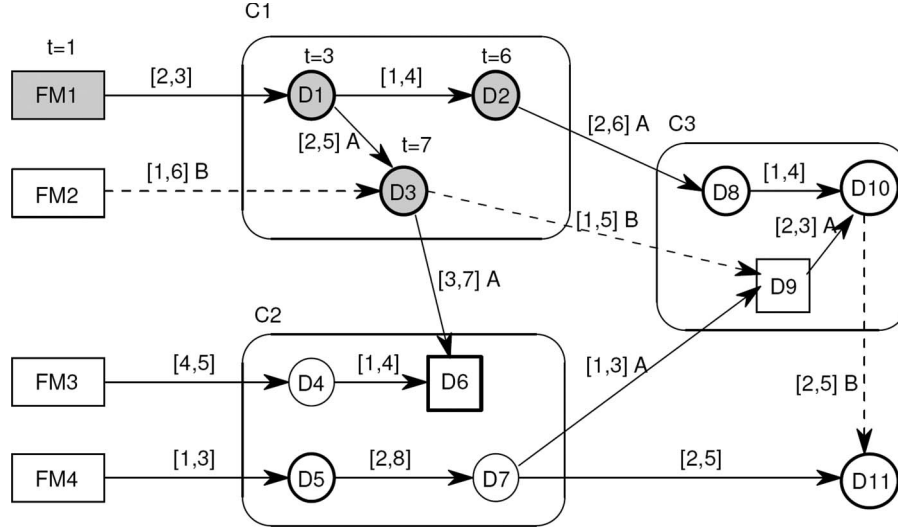 C1
t=1
t=3
t=6
FM1
[2,3]
D1
[1,4]
D2
[2,5] A
t=7
[2,6] A
C3
FM2
[1,6] B
D3
D8
[1,4]
D10
[1,5] B
[2,3] A
D9
[3,7] A
C2
FM3
[4,5]
D4
[1,4]
D6
[1,3] A
[2,5] B
FM4
[1,3]
D5
[2,8]
D7
[2,5]
D11